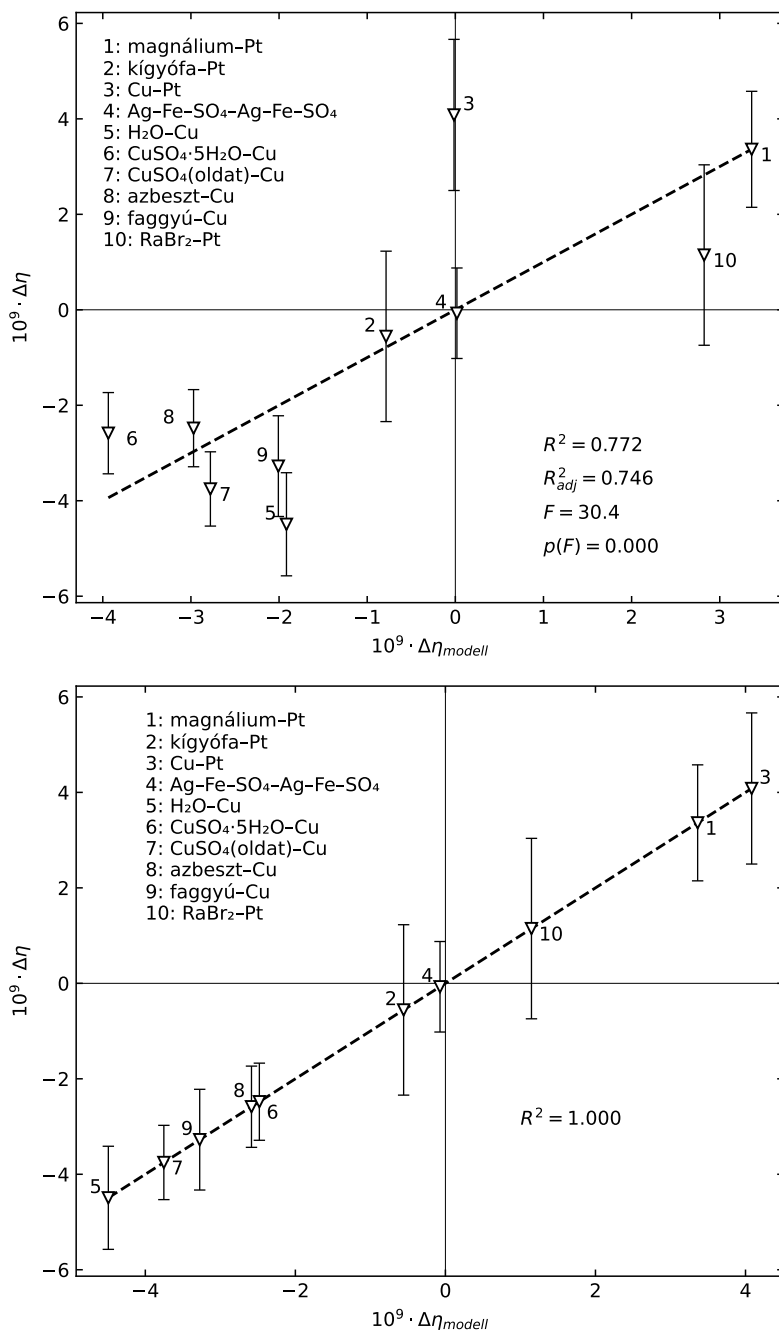 6
4
2
0
−2
−4
−6
10⁹ · Δη
1: magnálium–Pt
2: kígyófa–Pt
3: Cu–Pt
4: Ag–Fe–SO₄–Ag–Fe–SO₄
5: H₂O–Cu
6: CuSO₄·5H₂O–Cu
7: CuSO₄(oldat)–Cu
8: azbeszt–Cu
9: faggyú–Cu
10: RaBr₂–Pt
3
1
10
4
2
8
6
9
7
5
R² = 0.772
R²adj = 0.746
F = 30.4
p(F) = 0.000
−4 −3 −2 −1 0 1 2 3
10⁹ · Δηmodell
6
4
2
0
−2
−4
−6
10⁹ · Δη
1: magnálium–Pt
2: kígyófa–Pt
3: Cu–Pt
4: Ag–Fe–SO₄–Ag–Fe–SO₄
5: H₂O–Cu
6: CuSO₄·5H₂O–Cu
7: CuSO₄(oldat)–Cu
8: azbeszt–Cu
9: faggyú–Cu
10: RaBr₂–Pt
3
1
10
4
2
8
6
9
7
5
R² = 1.000
−4 −2 0 2 4
10⁹ · Δηmodell